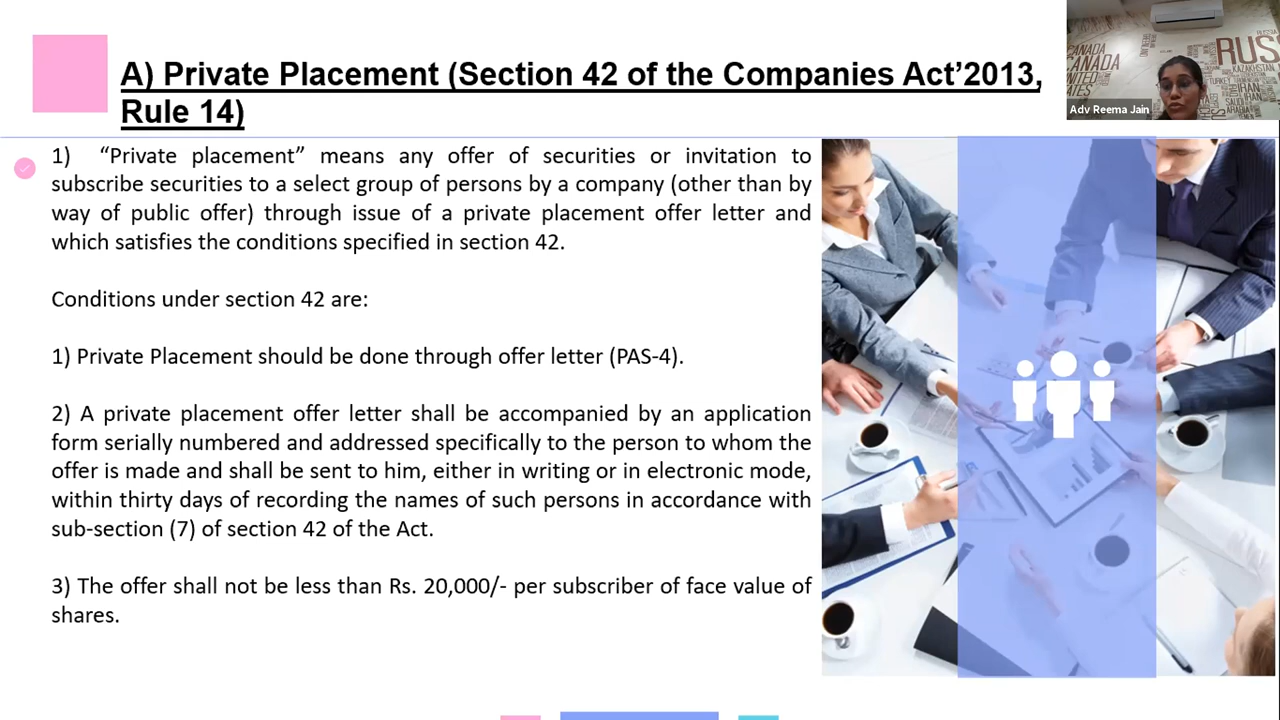 A) Private Placement (Section 42 of the Companies Act’2013,
Rule 14)
1) “Private placement” means any offer of securities or invitation to
subscribe securities to a select group of persons by a company (other than by
way of public offer) through issue of a private placement offer letter and
which satisfies the conditions specified in section 42.
Conditions under section 42 are:
1) Private Placement should be done through offer letter (PAS-4).
2) A private placement offer letter shall be accompanied by an application
form serially numbered and addressed specifically to the person to whom the
offer is made and shall be sent to him, either in writing or in electronic mode,
within thirty days of recording the names of such persons in accordance with
sub-section (7) of section 42 of the Act.
3) The offer shall not be less than Rs. 20,000/- per subscriber of face value of
shares.
CANADA
CANADA
RUS
KAZAKHSTAN
IRAN
Adv Reema Jain